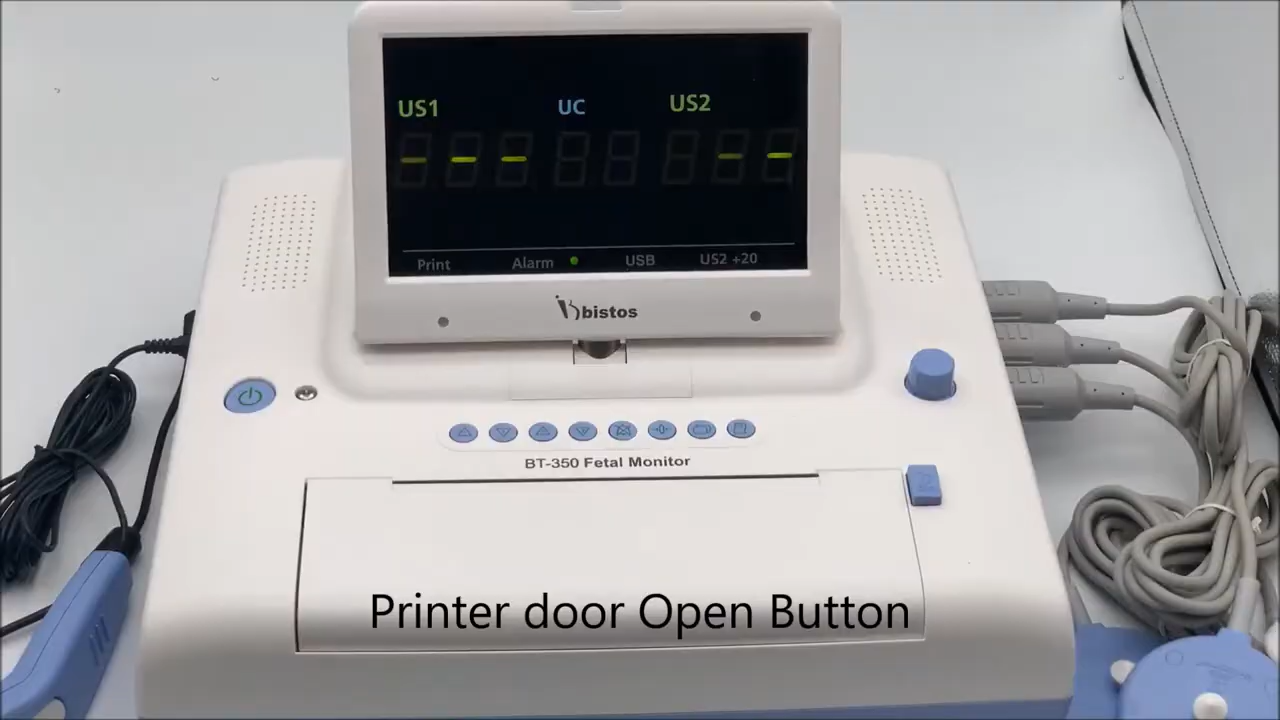 US1 UC US2
--- --
Print Alarm USB US2 +20
bistos
BT-350 Fetal Monitor
Printer door Open Button